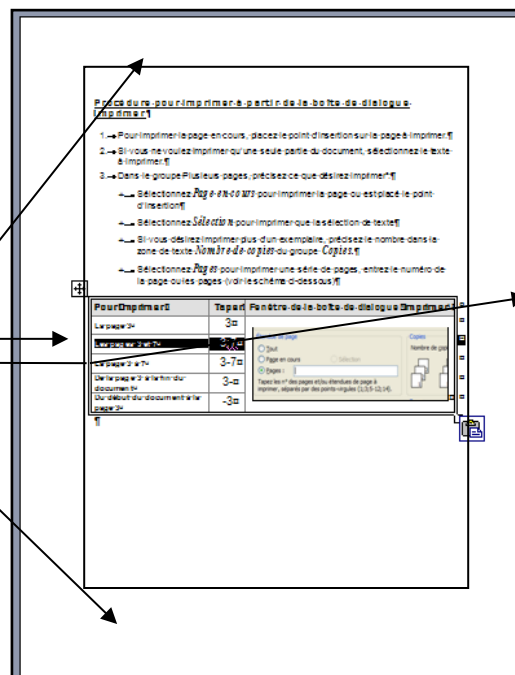 Procédure·pour·imprimer·à·partir·de·la·boîte·de·dialogue·
imprimer¶
1.→Pour·imprimer·la·page·en·cours,·placez·le·point·d'insertion·sur·la·page·à·imprimer.¶
2.→Si·vous·ne·voulez·imprimer·qu'une·seule·partie·du·document,·sélectionnez·le·texte·
à·imprimer.¶
3.→Dans·le·groupe·Plusieurs·pages,·précisez·ce·que·désirez·imprimer·¶
Sélectionnez·Page·en·cours·pour·imprimer·la·page·ou·est·placé·le·point·
d'insertion¶
Sélectionnez·Sélection·pour·imprimer·que·la·sélection·de·texte¶
Si·vous·désirez·imprimer·plus·d'un·exemplaire,·précisez·le·nombre·dans·la·
zone·de·texte·Nombre·de·copies·du·groupe·Copies.¶
Sélectionnez·Pages·pour·imprimer·une·série·de·pages,·entrez·le·numéro·de·
la·page·ou·les·pages·(voir·le·schéma·ci-dessous)¶
Pour·imprimer¤ Taper¤ Fenêtre·de·la·boîte·de·dialogue·Imprimer¤
La·page·3¤ 3¤
Les·pages·3·et·7¤
La·page·3·à·7¤ 3-7¤
De·la·page·3·à·la·fin·du·
document¤ 3-¤
Du·début·du·document·à·la·
page·3¤ -3¤
Tout
Page en cours Sélection
Pages :
Tapez les n° des pages et/ou étendues de page à
imprimer, séparés par des points-virgules (1;3;5-12;14).
Copies
Nombre de
¶